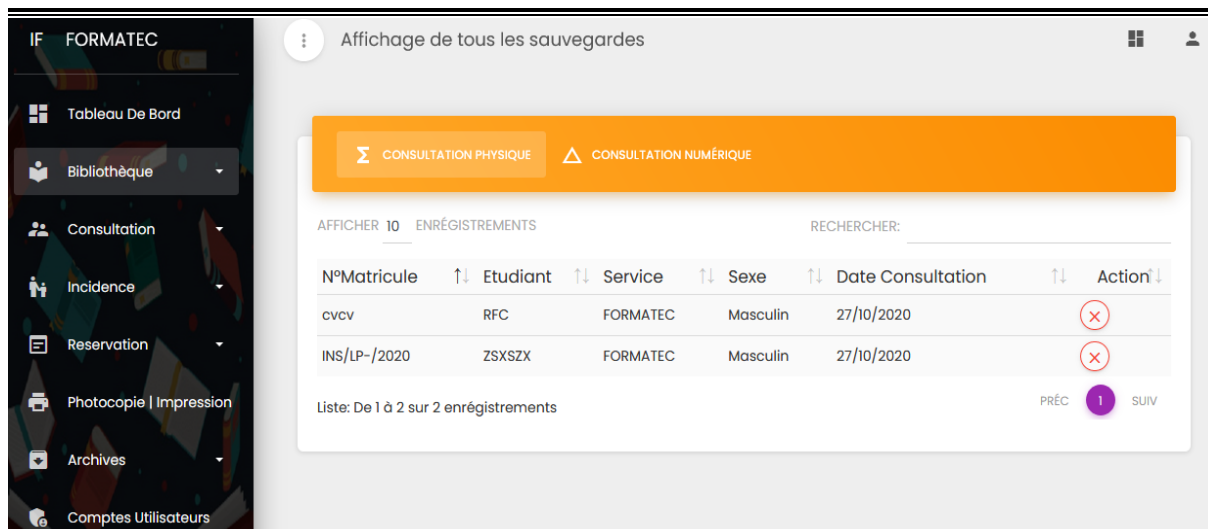 IF FORMATEC
Affichage de tous les sauvegardes
Tableau De Bord
Bibliothèque
Consultation
Incidence
Reservation
Photocopie | Impression
Archives
Comptes Utilisateurs
CONSULTATION PHYSIQUE CONSULTATION NUMÉRIQUE
AFFICHER 10 ENRÉGISTREMENTS RECHERCHER:
N°Matricule Etudiant Service Sexe Date Consultation Action
cvcv RFC FORMATEC Masculin 27/10/2020
INS/LP-/2020 ZSXSZX FORMATEC Masculin 27/10/2020
Liste: De 1 à 2 sur 2 enrégistrements
PRÉC 1 SUIV